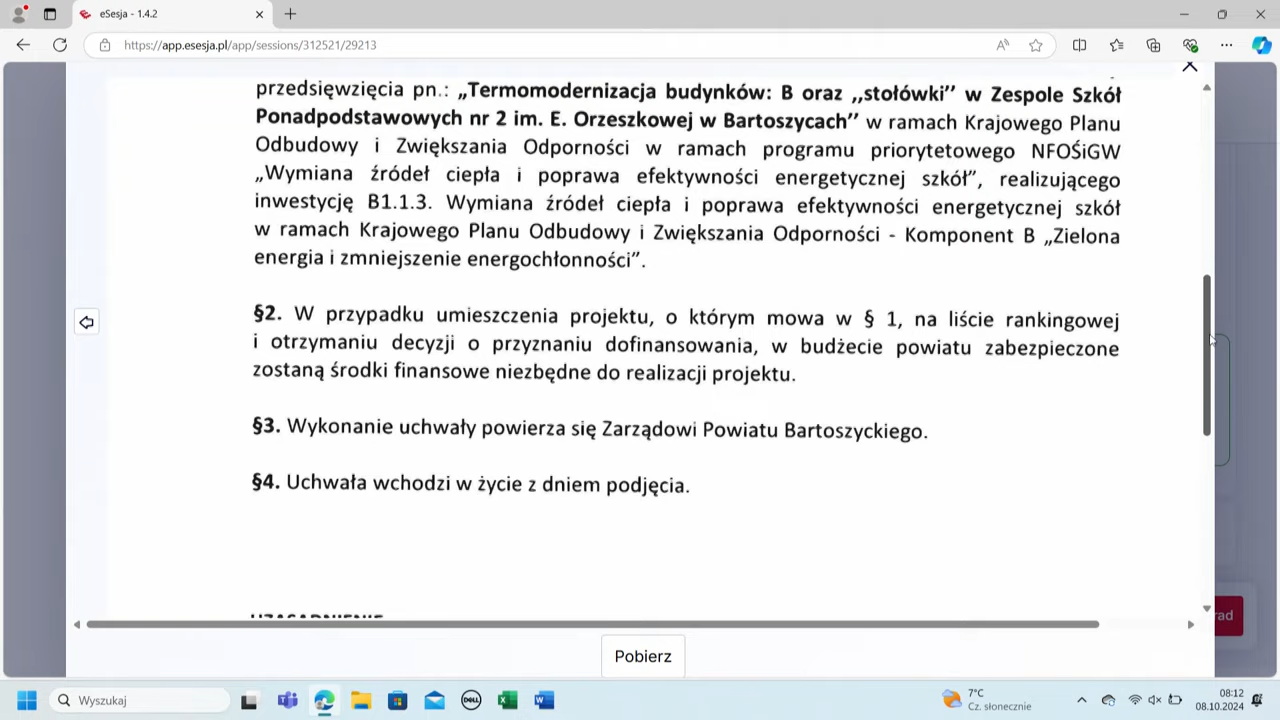 eSesja - 1.4.2
https://app.esesja.pl/app/sessions/312521/29213
przedsięwzięcia pn.: „Termomodernizacja budynków: B oraz ,,stołówki'' w Zespole Szkół
Ponadpodstawowych nr 2 im. E. Orzeszkowej w Bartoszycach'' w ramach Krajowego Planu
Odbudowy i Zwiększania Odporności w ramach programu priorytetowego NFOŚiGW
„Wymiana źródeł ciepła i poprawa efektywności energetycznej szkół”, realizującego
inwestycję B1.1.3. Wymiana źródeł ciepła i poprawa efektywności energetycznej szkół
w ramach Krajowego Planu Odbudowy i Zwiększania Odporności - Komponent B „Zielona
energia i zmniejszenie energochłonności”.
§2. W przypadku umieszczenia projektu, o którym mowa w § 1, na liście rankingowej
i otrzymaniu decyzji o przyznaniu dofinansowania, w budżecie powiatu zabezpieczone
zostaną środki finansowe niezbędne do realizacji projektu.
§3. Wykonanie uchwały powierza się Zarządowi Powiatu Bartoszyckiego.
§4. Uchwała wchodzi w życie z dniem podjęcia.
rad
Pobierz
Wyszukaj
DELL
7°C
Cz. słonecznie
08:12
08.10.2024